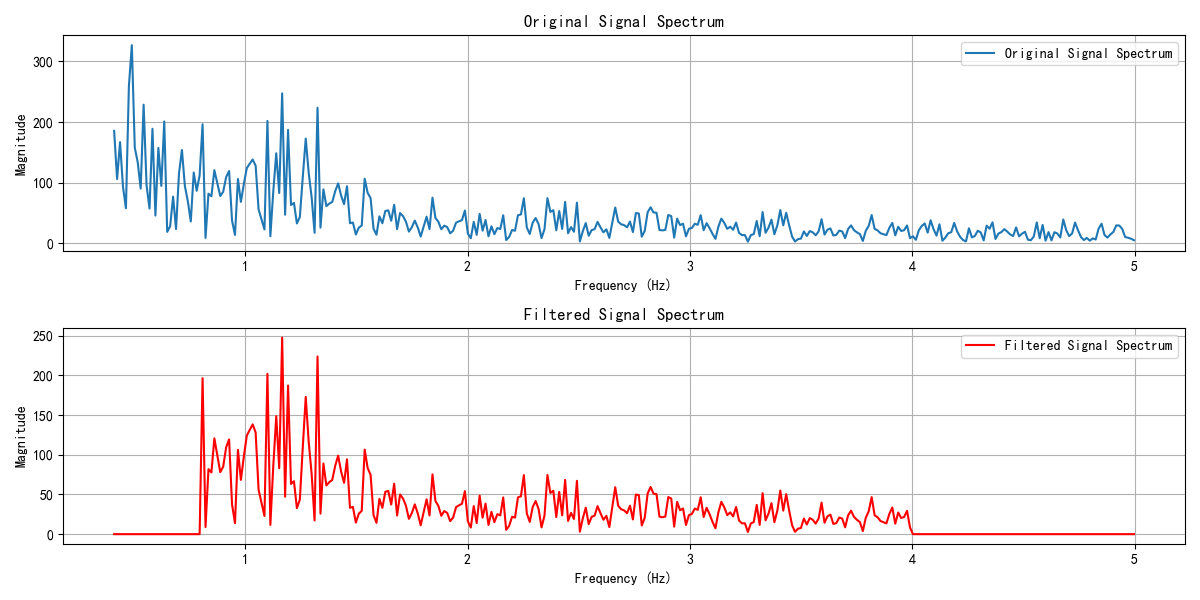 Original Signal Spectrum
Original Signal Spectrum
Magnitude
300
200
100
0
1 2 3 4 5
Frequency (Hz)
Filtered Signal Spectrum
Filtered Signal Spectrum
Magnitude
250
200
150
100
50
0
1 2 3 4 5
Frequency (Hz)